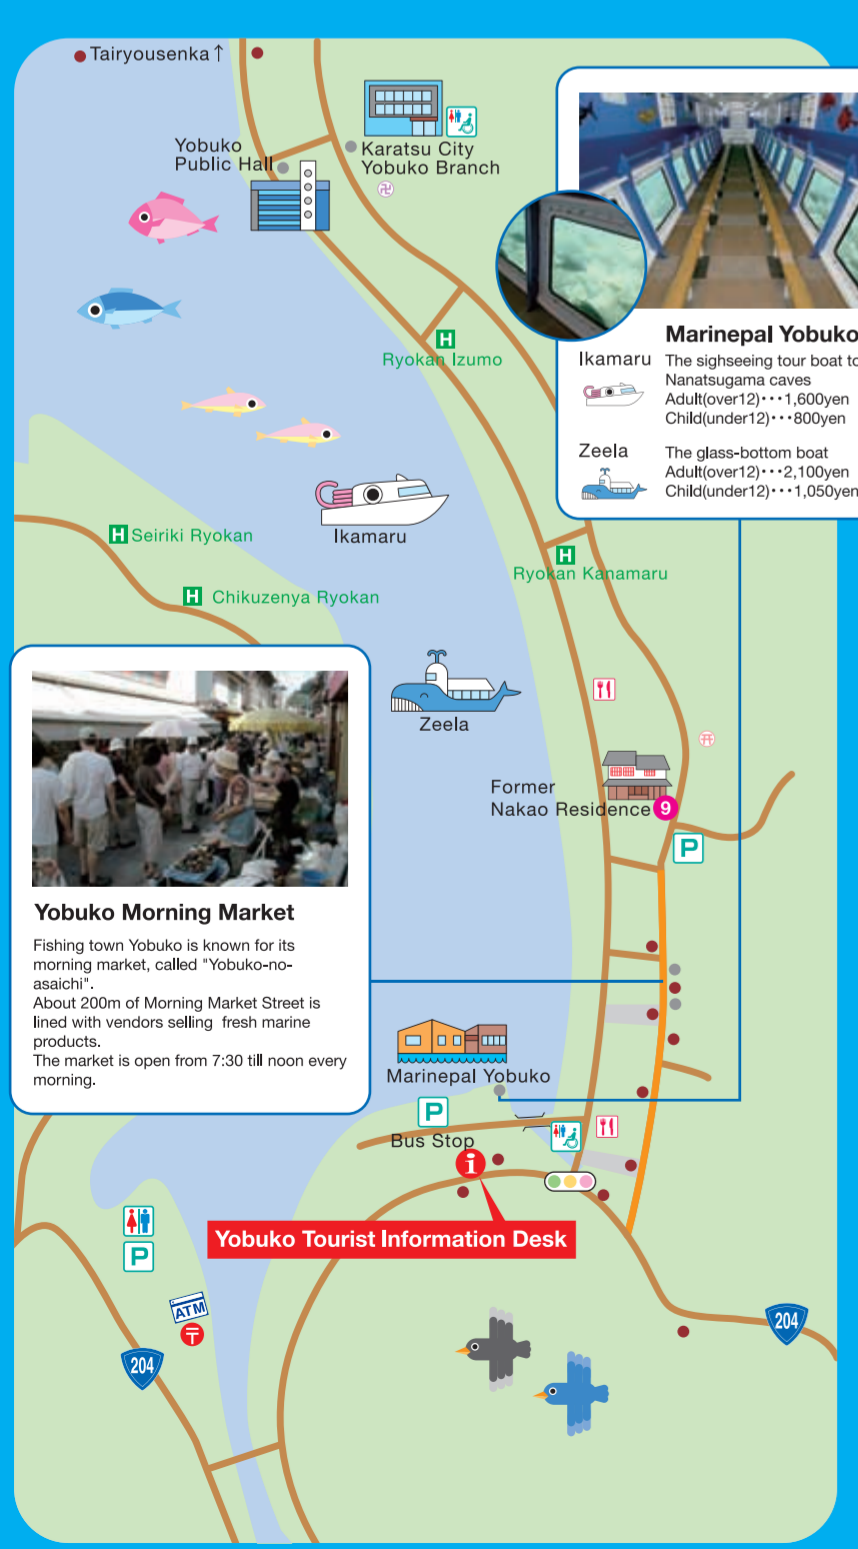 Tairyousenka↑
Yobuko
Public Hall
Karatsu City
Yobuko Branch
卍
H
Ryokan Izumo
Marinepal Yobuko
Ikamaru
The sighseeing tour boat to
Nanatsugama caves
Adult(over12)･･･1,600yen
Child(under12)･･･800yen
Zeela
The glass-bottom boat
Adult(over12)･･･2,100yen
Child(under12)･･･1,050yen
Ikamaru
H Seiriki Ryokan
H
Ryokan Kanamaru
H Chikuzenya Ryokan
Zeela
Former
Nakao Residence 9
P
Yobuko Morning Market
Fishing town Yobuko is known for its
morning market, called "Yobuko-no-
asaichi".
About 200m of Morning Market Street is
lined with vendors selling fresh marine
products.
The market is open from 7:30 till noon every
morning.
Marinepal Yobuko
P
Bus Stop
i
Yobuko Tourist Information Desk
P
ATM
〒
204
204